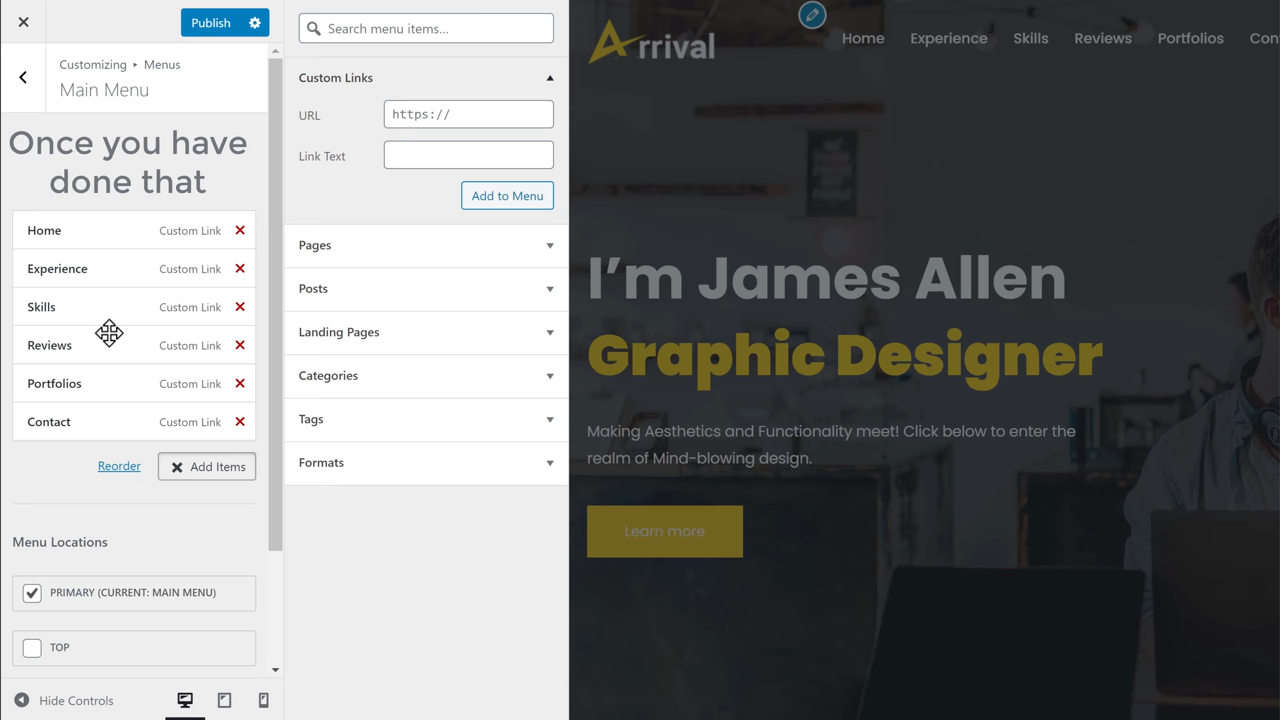 Publish
Customizing ▸ Menus
Main Menu
Once you have
done that
Home Custom Link
Experience Custom Link
Skills Custom Link
Reviews Custom Link
Portfolios Custom Link
Contact Custom Link
Reorder Add Items
Menu Locations
PRIMARY (CURRENT: MAIN MENU)
TOP
Hide Controls
Search menu items...
Custom Links
URL https://
Link Text
Add to Menu
Pages
Posts
Landing Pages
Categories
Tags
Formats
rrival
Home Experience Skills Reviews Portfolios Con
I'm James Allen
Graphic Designer
Making Aesthetics and Functionality meet! Click below to enter the
realm of Mind-blowing design.
Learn more